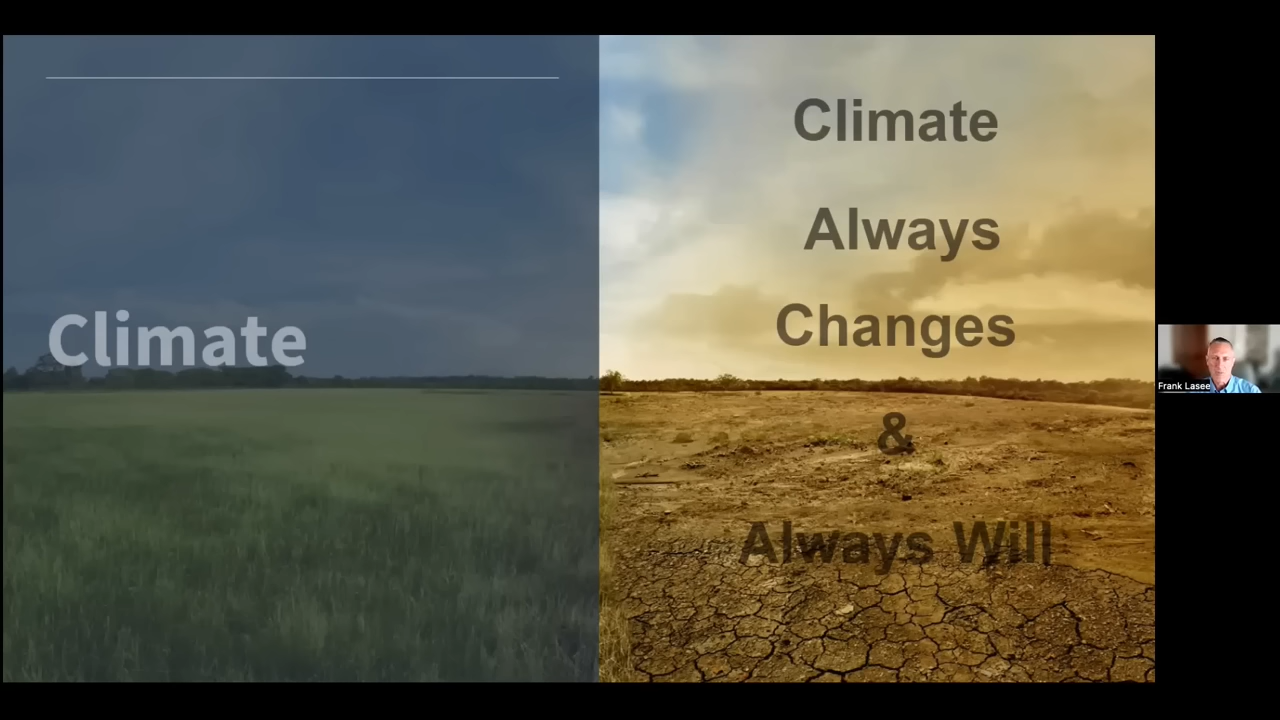 Climate
Climate
Always
Changes
&
Always Will
Frank Lasee